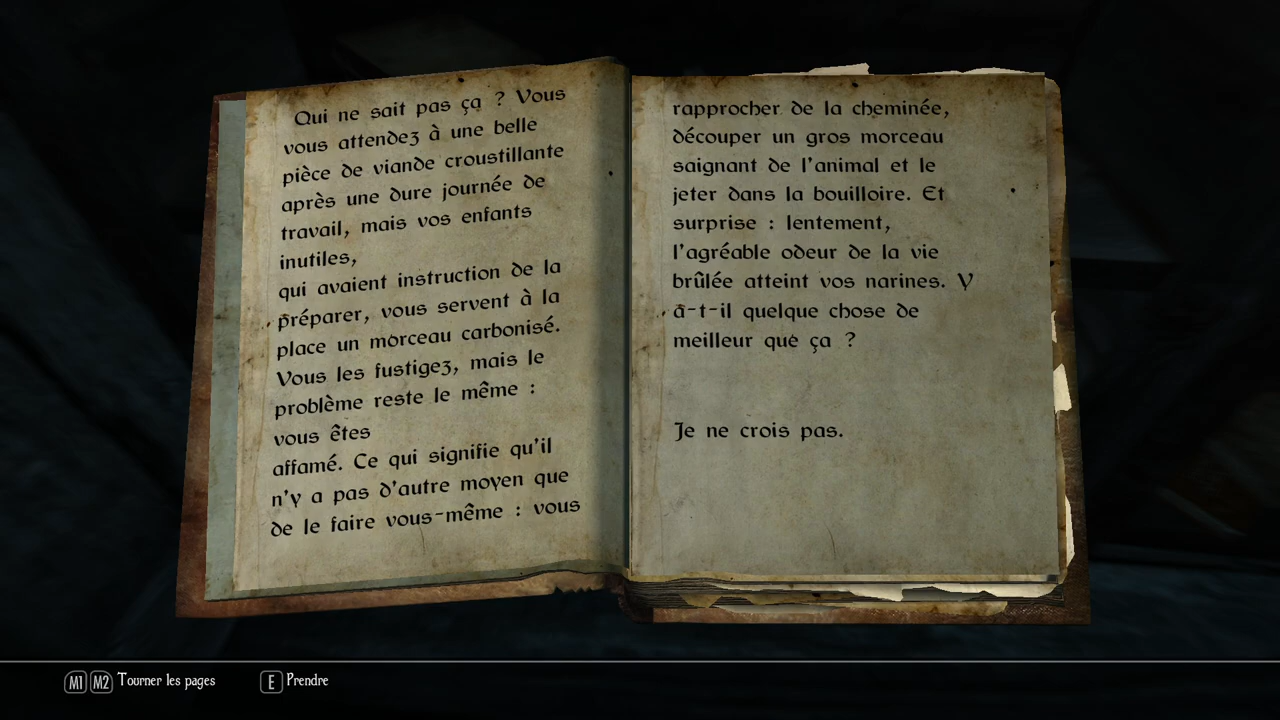 Qui ne sait pas ça ? Vous
vous attendez à une belle
pièce de viande croustillante
après une dure journée de
travail, mais vos enfants
inutiles,
qui avaient instruction de la
préparer, vous servent à la
place un morceau carbonisé.
Vous les fustigez, mais le
problème reste le même :
vous êtes
affamé. Ce qui signifie qu'il
n'y a pas d'autre moyen que
de le faire vous-même : vous
rapprocher de la cheminée,
découper un gros morceau
saignant de l'animal et le
jeter dans la bouilloire. Et
surprise : lentement,
l'agréable odeur de la vie
brûlée atteint vos narines. Y
a-t-il quelque chose de
meilleur que ça ?
Je ne crois pas.
M1 M2 Tourner les pages
E Prendre